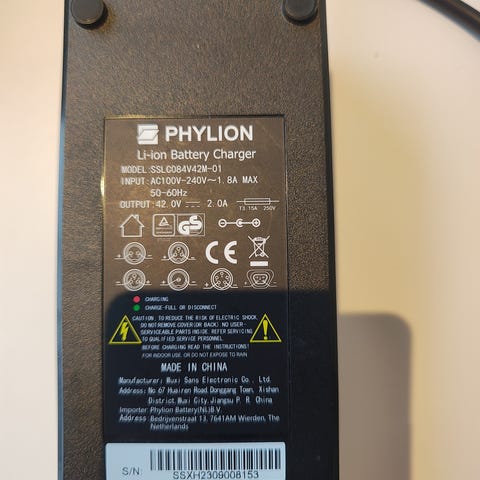 PHYLION
Li-ion Battery Charger
MODEL:SSLC084V42M-01
INPUT:AC100V-240V~1.8A MAX
50-60Hz
OUTPUT:42.0V ⎓ 2.0A
T3.15A 250V
GS
CE
CHARGING
CHARGE-FULL OR DISCONNECT
CAUTION: TO REDUCE THE RISK OF ELECTRIC SHOCK,
DO NOT REMOVE COVER (OR BACK) NO USER-
SERVICEABLE PARTS INSIDE. REFER SERVICING
TO QUALIFIED SERVICE PERSONNEL.
BEFORE CHARGING READ THE INSTRUCTIONS!
FOR INDOOR USE, OR DO NOT EXPOSE TO RAIN
MADE IN CHINA
Manufacturer: Wuxi Sans Electronic Co., Ltd.
Address: No 67 Huairen Road Donggang Town, Xishan
District Wuxi City, Jiangsu P. R. China
Importer: Phylion Battery(NL)B.V.
Address: Bedrijvenstraat 13, 7641AM Wierden, The
Netherlands
S/N:
SSXH2309008153